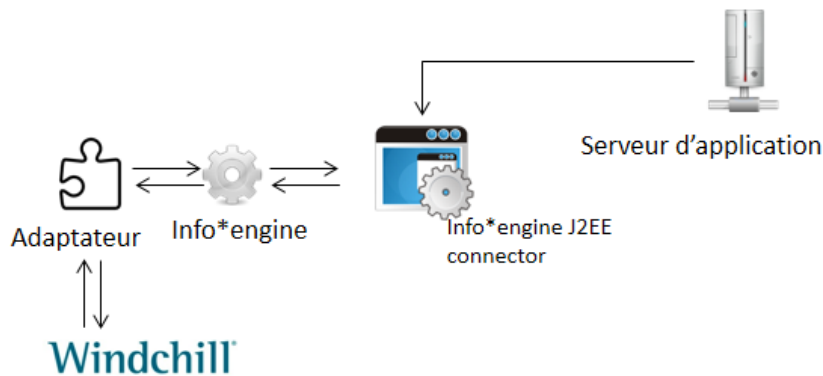 Serveur d'application
Adaptateur
Info*engine
Info*engine J2EE
connector
Windchill